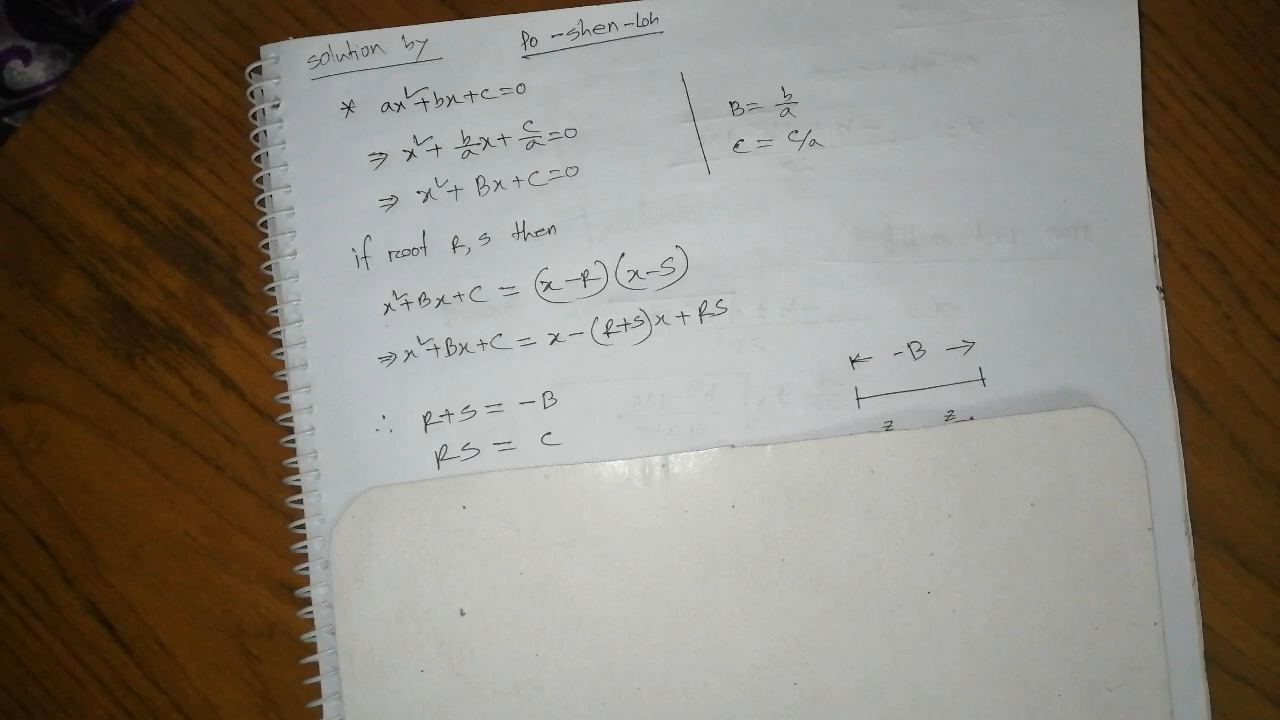 solution by Po-shen-Loh
* ax²+bx+c=0
⇒ x²+ b/a x+ c/a=0
⇒ x²+ Bx+C=0
B= b/a
C = c/a
if root R, S then
x²+Bx+C = (x-R)(x-S)
⇒ x²+Bx+C = x-(R+S)x+RS
∴ R+S = -B
RS = C
← -B →
z z